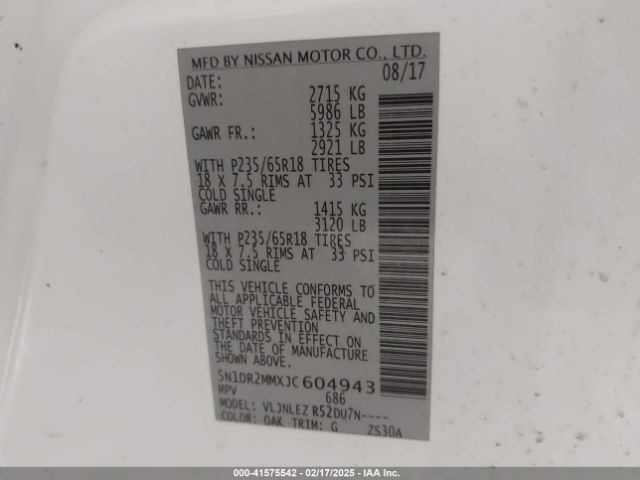 MFD BY NISSAN MOTOR CO., LTD.
DATE: 08/17
GVWR: 2715 KG
5986 LB
GAWR FR.: 1325 KG
2921 LB
WITH P235/65R18 TIRES
18 X 7.5 RIMS AT 33 PSI
COLD SINGLE
GAWR RR.: 1415 KG
3120 LB
WITH P235/65R18 TIRES
18 X 7.5 RIMS AT 33 PSI
COLD SINGLE
THIS VEHICLE CONFORMS TO
ALL APPLICABLE FEDERAL
MOTOR VEHICLE SAFETY AND
THEFT PREVENTION
STANDARDS IN EFFECT ON
THE DATE OF MANUFACTURE
SHOWN ABOVE.
5N1DR2MMXJC604943
MPV 686
MODEL: VLJNLEZ R52DU7N----
COLOR: QAK TRIM: G ZS30A
000-41575542 - 02/17/2025 - IAA Inc.